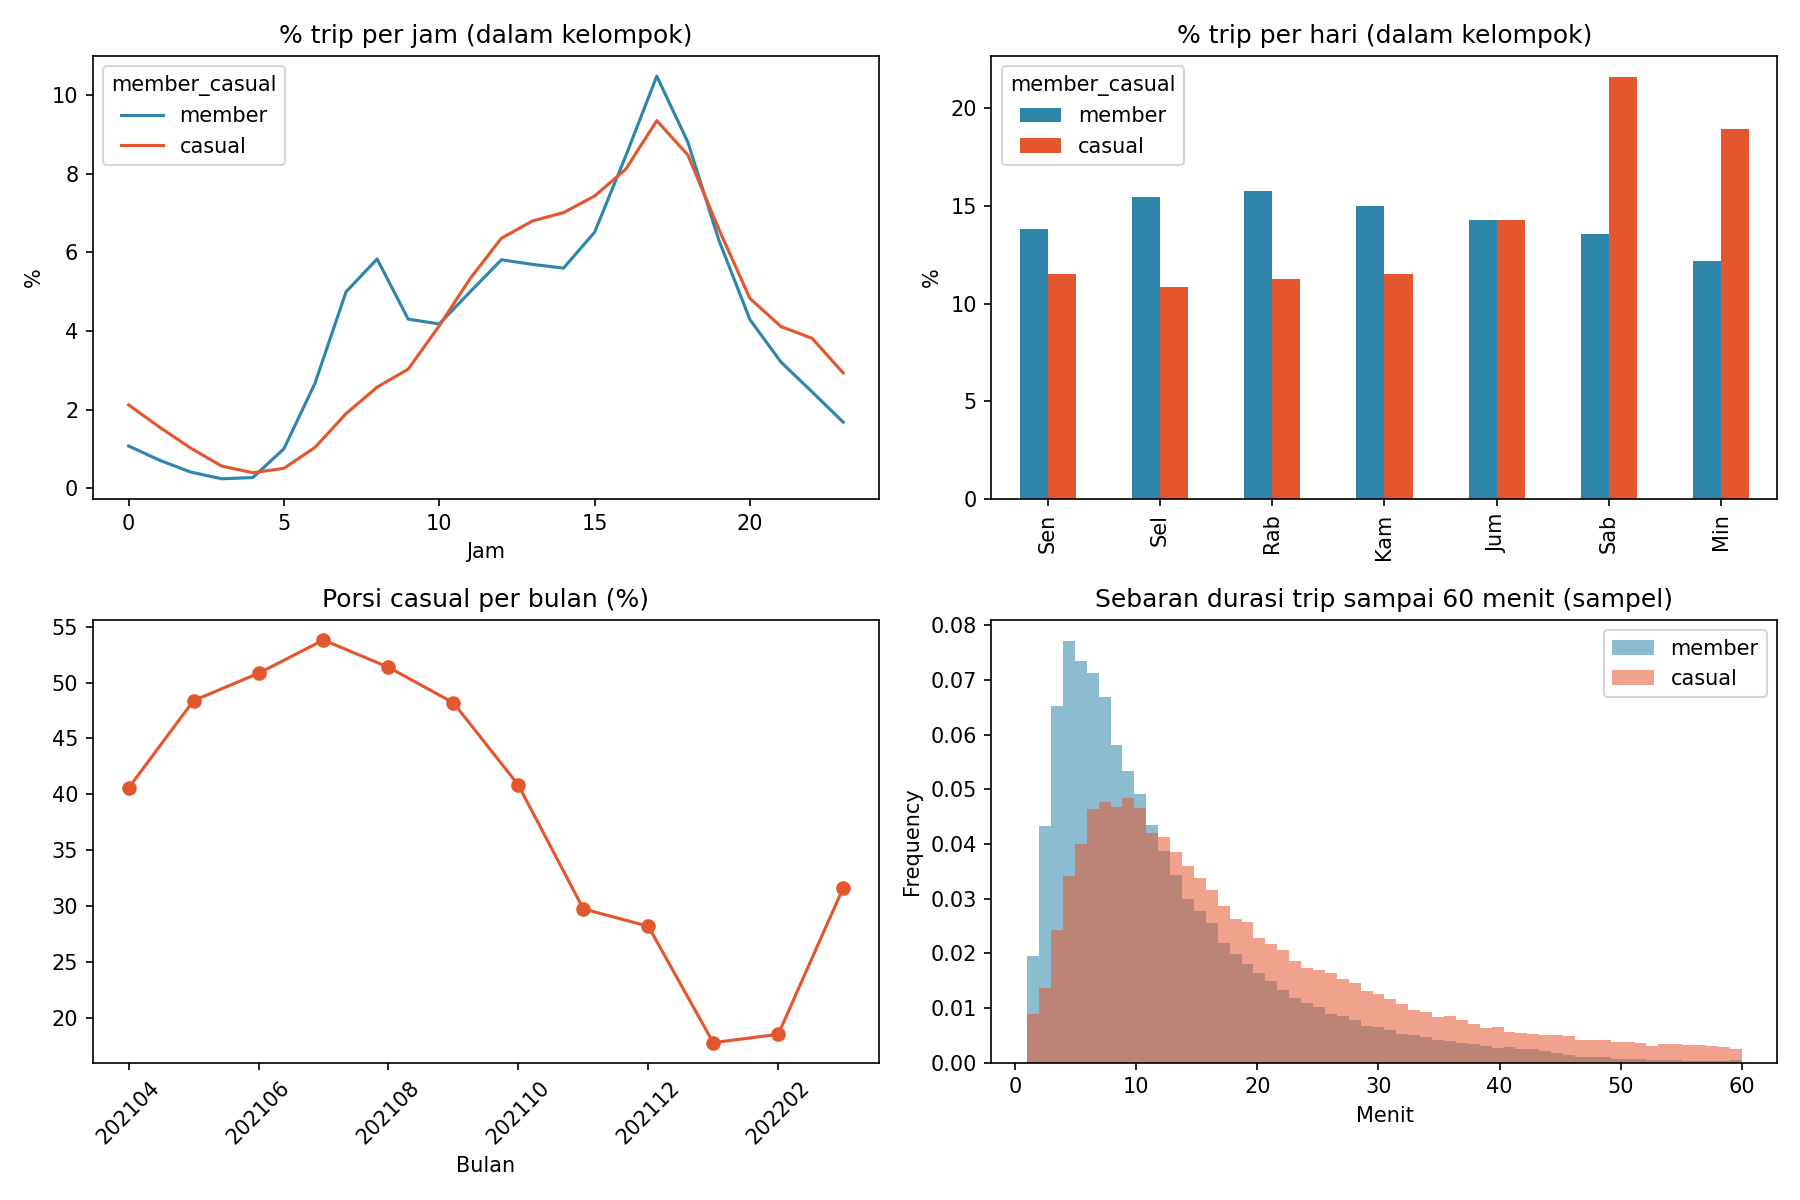 % trip per jam (dalam kelompok)
member_casual
member
casual
%
10
8
6
4
2
0
0 5 10 15 20
Jam
% trip per hari (dalam kelompok)
member_casual
member
casual
%
20
15
10
5
0
Sen Sel Rab Kam Jum Sab Min
Porsi casual per bulan (%)
55
50
45
40
35
30
25
20
202104 202106 202108 202110 202112 202202
Bulan
Sebaran durasi trip sampai 60 menit (sampel)
member
casual
Frequency
0.08
0.07
0.06
0.05
0.04
0.03
0.02
0.01
0.00
0 10 20 30 40 50 60
Menit